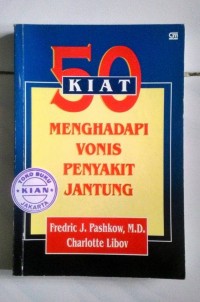 50
KIAT
MENGHADAPI
VONIS
PENYAKIT
JANTUNG
TOKO BUKU
KIAN
JAKARTA
Fredric J. Pashkow, M.D.
Charlotte Libov